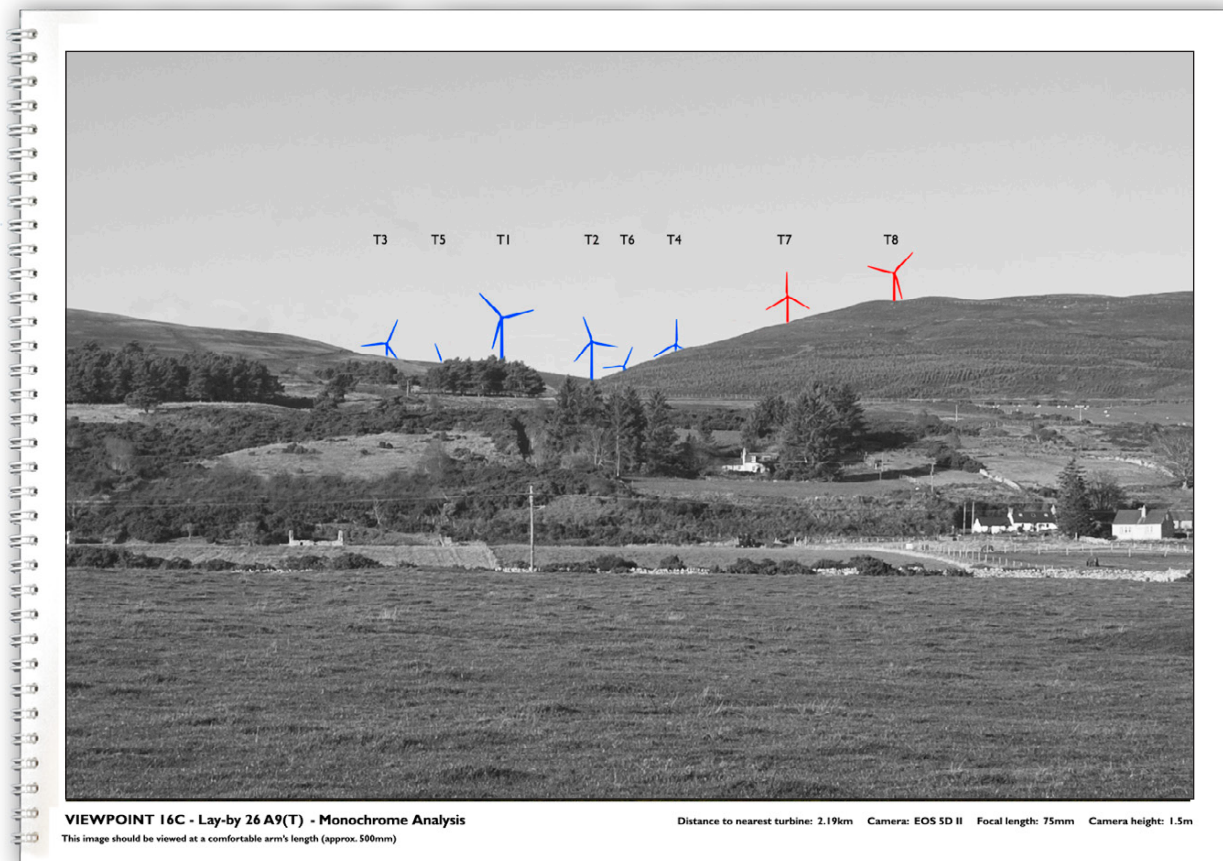 T3 T5 T1 T2 T6 T4 T7 T8
VIEWPOINT 16C - Lay-by 26 A9(T) - Monochrome Analysis
Distance to nearest turbine: 2.19km Camera: EOS 5D II Focal length: 75mm Camera height: 1.5m
This image should be viewed at a comfortable arm's length (approx. 500mm)